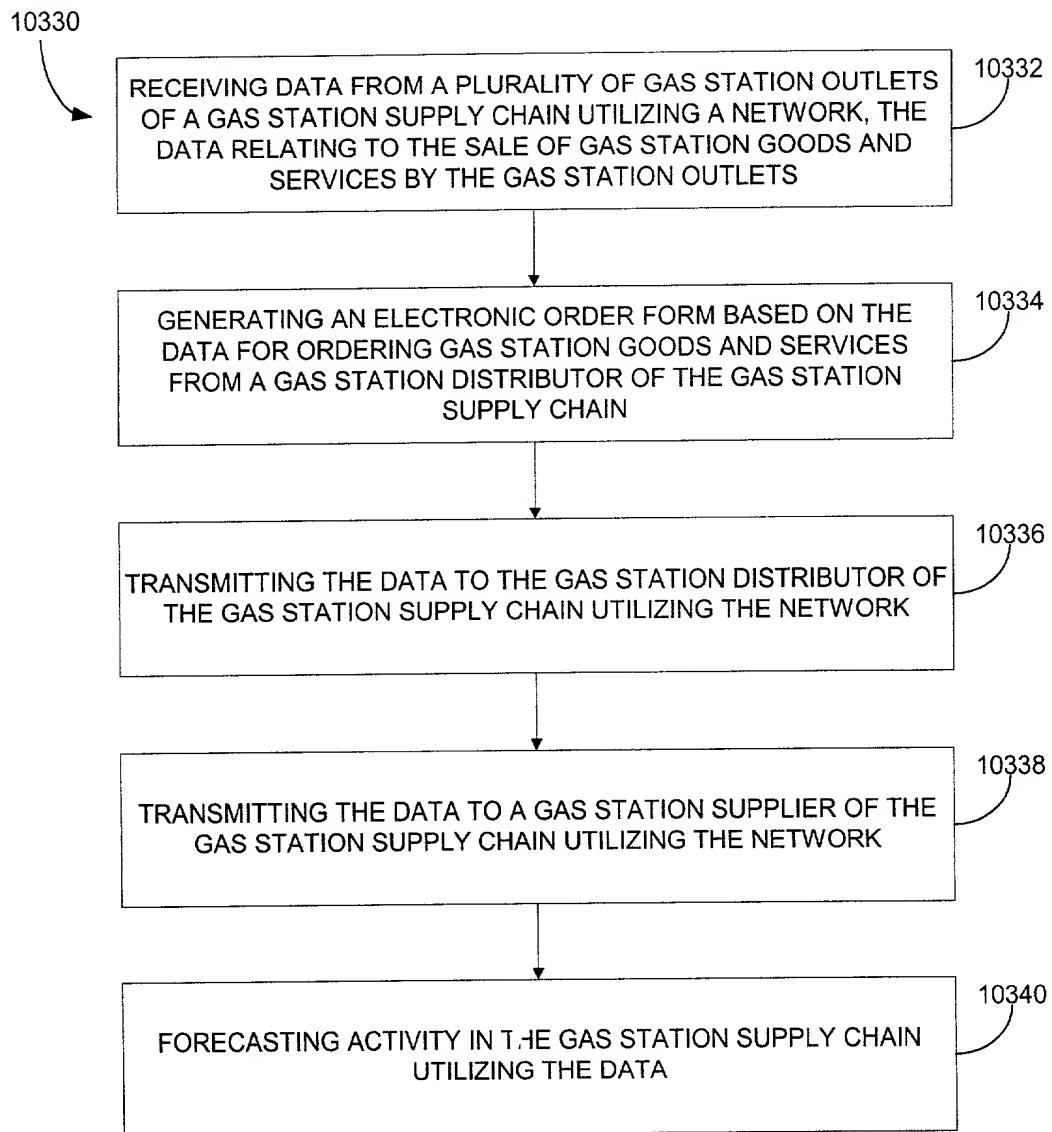 10330
10332
RECEIVING DATA FROM A PLURALITY OF GAS STATION OUTLETS
OF A GAS STATION SUPPLY CHAIN UTILIZING A NETWORK, THE
DATA RELATING TO THE SALE OF GAS STATION GOODS AND
SERVICES BY THE GAS STATION OUTLETS
10334
GENERATING AN ELECTRONIC ORDER FORM BASED ON THE
DATA FOR ORDERING GAS STATION GOODS AND SERVICES
FROM A GAS STATION DISTRIBUTOR OF THE GAS STATION
SUPPLY CHAIN
10336
TRANSMITTING THE DATA TO THE GAS STATION DISTRIBUTOR OF
THE GAS STATION SUPPLY CHAIN UTILIZING THE NETWORK
10338
TRANSMITTING THE DATA TO A GAS STATION SUPPLIER OF THE
GAS STATION SUPPLY CHAIN UTILIZING THE NETWORK
10340
FORECASTING ACTIVITY IN THE GAS STATION SUPPLY CHAIN
UTILIZING THE DATA